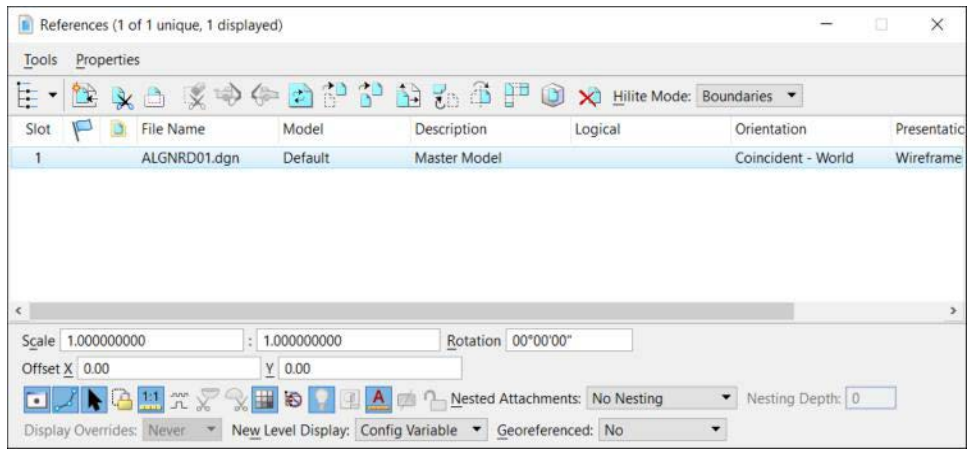 References (1 of 1 unique, 1 displayed)
Tools Properties
Hilite Mode: Boundaries
Slot File Name Model Description Logical Orientation Presentatic
1 ALGNRD01.dgn Default Master Model Coincident - World Wireframe
Scale 1.000000000 : 1.000000000 Rotation 00°00'00"
Offset X 0.00 Y 0.00
1:1 A Nested Attachments: No Nesting Nesting Depth: 0
Display Overrides: Never New Level Display: Config Variable Georeferenced: No